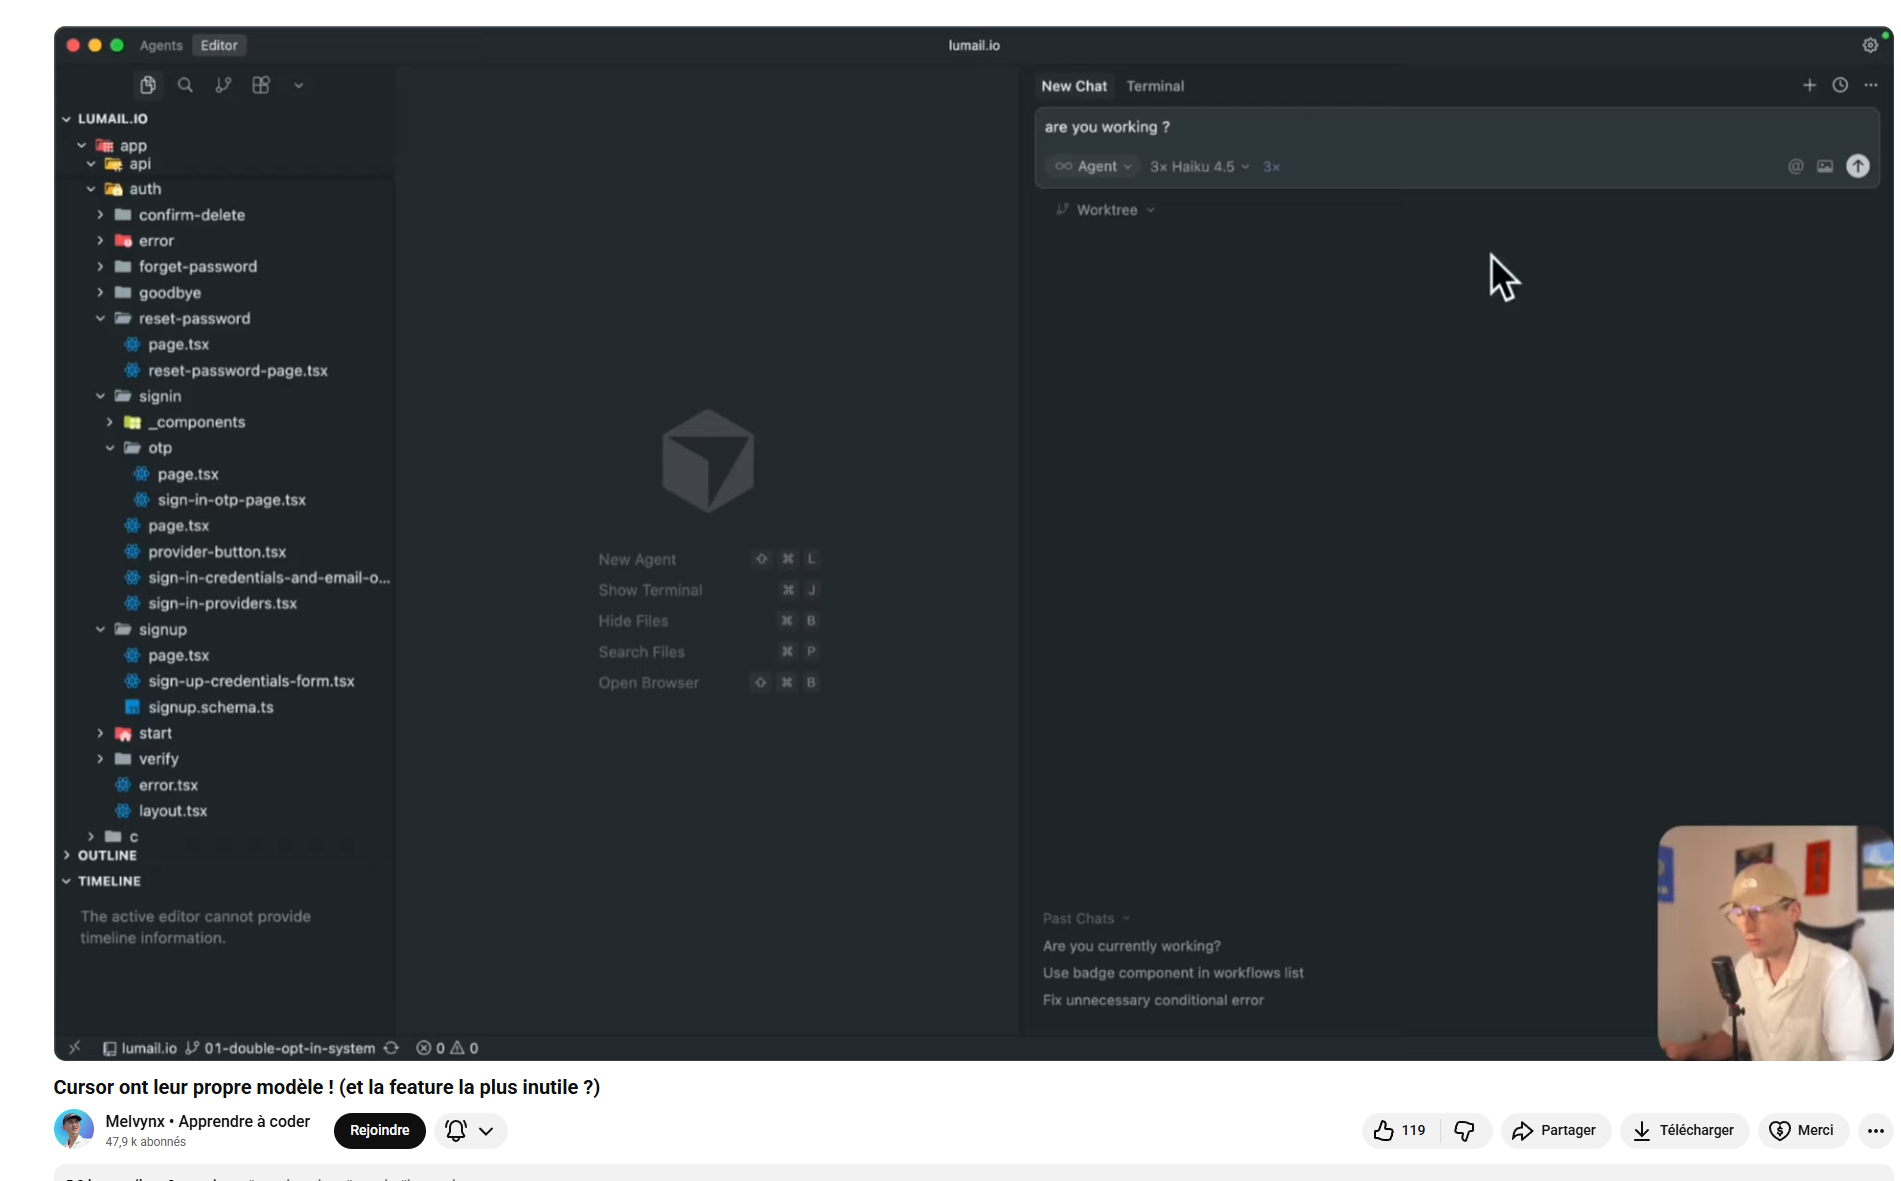 Agents Editor lumail.io
LUMAIL.IO
app
api
auth
confirm-delete
error
forget-password
goodbye
reset-password
page.tsx
reset-password-page.tsx
signin
_components
otp
page.tsx
sign-in-otp-page.tsx
page.tsx
provider-button.tsx
sign-in-credentials-and-email-o...
sign-in-providers.tsx
signup
page.tsx
sign-up-credentials-form.tsx
signup.schema.ts
start
verify
error.tsx
layout.tsx
c
OUTLINE
TIMELINE
The active editor cannot provide
timeline information.
New Agent ⇧ ⌘ L
Show Terminal ⌘ J
Hide Files ⌘ B
Search Files ⌘ P
Open Browser ⇧ ⌘ B
New Chat Terminal
are you working ?
Agent 3× Haiku 4.5 3×
Worktree
Past Chats
Are you currently working?
Use badge component in workflows list
Fix unnecessary conditional error
lumail.io 01-double-opt-in-system 0 0
Cursor ont leur propre modèle ! (et la feature la plus inutile ?)
Melvynx • Apprendre à coder
47,9 k abonnés
Rejoindre
119 Partager Télécharger Merci